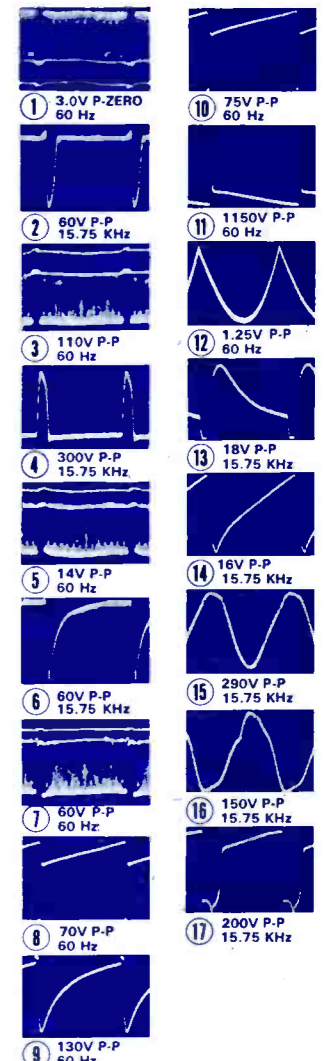 1 3.0V P-ZERO
60 Hz
2 60V P-P
15.75 KHz
3 110V P-P
60 Hz
4 300V P-P
15.75 KHz
5 14V P-P
60 Hz
6 60V P-P
15.75 KHz
7 60V P-P
60 Hz
8 70V P-P
60 Hz
9 130V P-P
60 Hz
10 75V P-P
60 Hz
11 1150V P-P
60 Hz
12 1.25V P-P
60 Hz
13 18V P-P
15.75 KHz
14 16V P-P
15.75 KHz
15 290V P-P
15.75 KHz
16 150V P-P
15.75 KHz
17 200V P-P
15.75 KHz